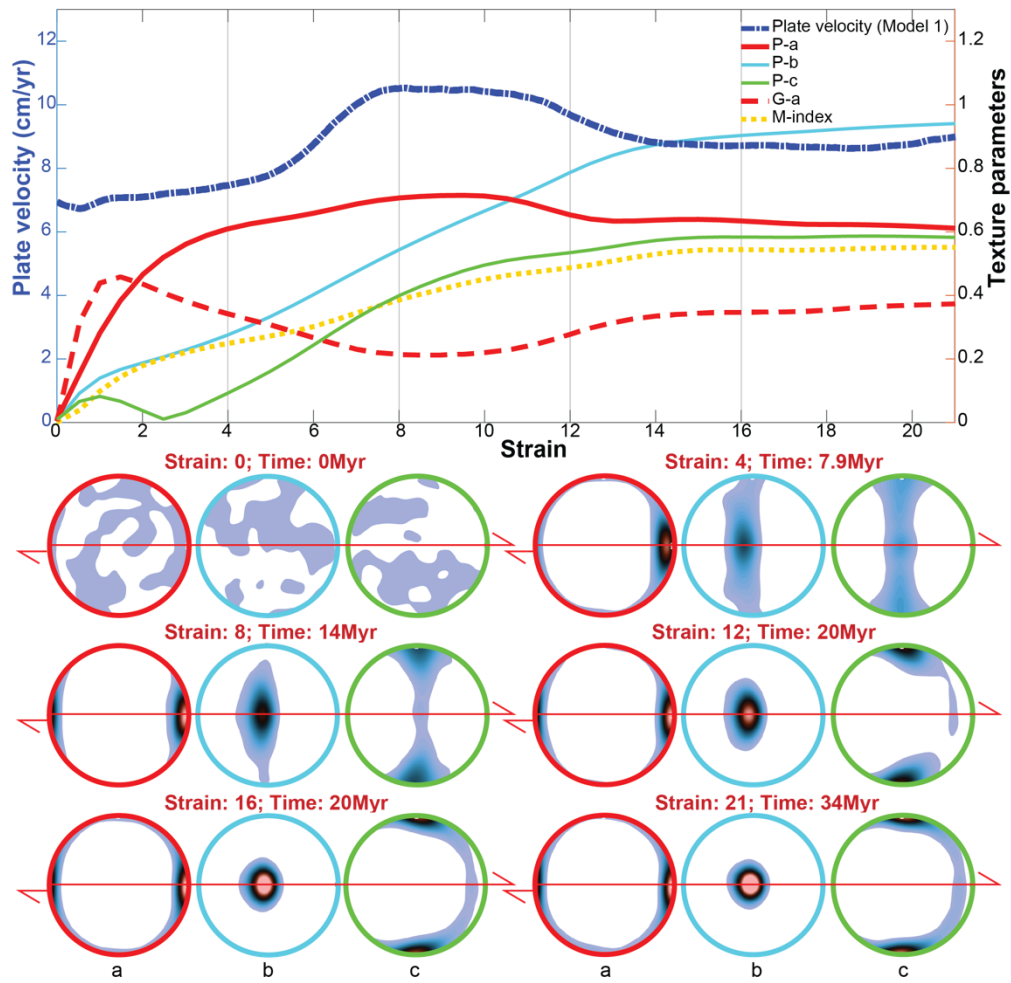 Plate velocity (cm/yr)
12
10
8
6
4
2
0
Plate velocity (Model 1)
P-a
P-b
P-c
G-a
M-index
1.2
1
0.8
0.6
0.4
0.2
0
Texture parameters
0 2 4 6 8 10 12 14 16 18 20
Strain
Strain: 0; Time: 0Myr
Strain: 4; Time: 7.9Myr
Strain: 8; Time: 14Myr
Strain: 12; Time: 20Myr
Strain: 16; Time: 20Myr
Strain: 21; Time: 34Myr
a b c a b c